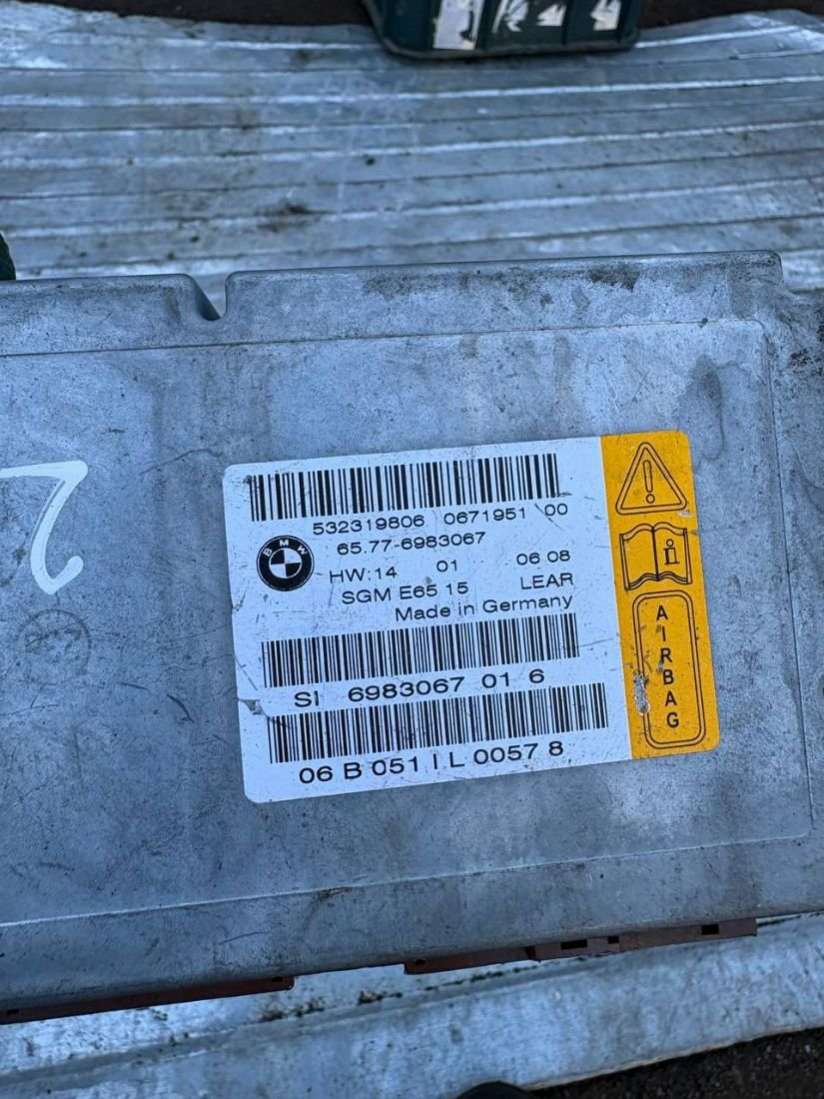 2
532319806 0671951 00
BMW
65.77-6983067
HW:14 01 06 08
SGM E65 15 LEAR
Made in Germany
SI 6983067 01 6
06 B 051 I L 0057 8
AIRBAG